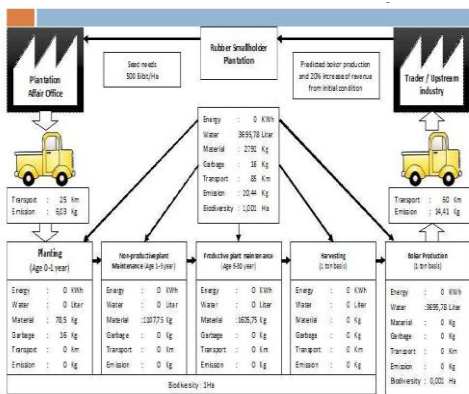 Plantation
Affair Office
Seed needs
500 Bibit/Ha
Rubber Smallholder
Plantation
Predicted bokor production
and 20% increase of revenue
from initial condition
Trader / Upstream
industry
Energy : 0 KWh
Water : 3695,78 Liter
Material : 2791 Kg
Garbage : 16 Kg
Transport : 85 Km
Emission : 20,44 Kg
Biodiversity : 1,001 Ha
Transport : 25 Km
Emission : 6,03 Kg
Transport : 60 Km
Emission : 14,41 Kg
Planting
(Age 0-1 year)
Energy : 0 KWh
Water : 0 Liter
Material : 78,5 Kg
Garbage : 16 Kg
Transport : 0 Km
Emission : 0 Kg
Non-productive plant
Maintenance (Age 1-5 year)
Energy : 0 KWh
Water : 0 Liter
Material : 1107,75 Kg
Garbage : 0 Kg
Transport : 0 Km
Emission : 0 Kg
Productive plant maintenance
(Age 6-30 year)
Energy : 0 KWh
Water : 0 Liter
Material : 1605,75 Kg
Garbage : 0 Kg
Transport : 0 Km
Emission : 0 Kg
Harvesting
(1 ton basis)
Energy : 0 KWh
Water : 0 Liter
Material : 0 Kg
Garbage : 0 Kg
Transport : 0 Km
Emission : 0 Kg
Bokar Production
(1 ton basis)
Energy : 0 KWh
Water : 3695,78 Liter
Material : 0 Kg
Garbage : 0 Kg
Transport : 0 Km
Emission : 0 Kg
Biodiversity : 0,001 Ha
Biodiversity : 1 Ha